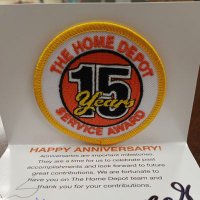 THE HOME DEPOT
15
Years
SERVICE AWARD
HAPPY ANNIVERSARY!
Anniversaries are important milestones.
They are a time for us to celebrate past
accomplishments and look forward to future
great contributions. We are fortunate to
have you on The Home Depot team and
thank you for your contributions.